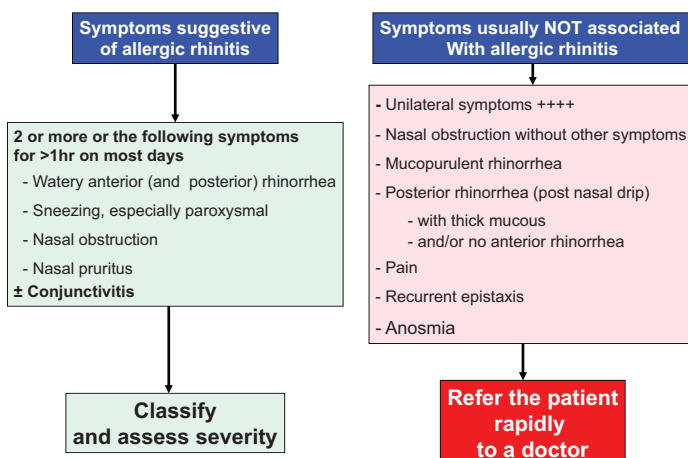 Symptoms suggestive
of allergic rhinitis
2 or more or the following symptoms
for >1hr on most days
- Watery anterior (and posterior) rhinorrhea
- Sneezing, especially paroxysmal
- Nasal obstruction
- Nasal pruritus
± Conjunctivitis
Classify
and assess severity
Symptoms usually NOT associated
With allergic rhinitis
- Unilateral symptoms ++++
- Nasal obstruction without other symptoms
- Mucopurulent rhinorrhea
- Posterior rhinorrhea (post nasal drip)
- with thick mucous
- and/or no anterior rhinorrhea
- Pain
- Recurrent epistaxis
- Anosmia
Refer the patient
rapidly
to a doctor